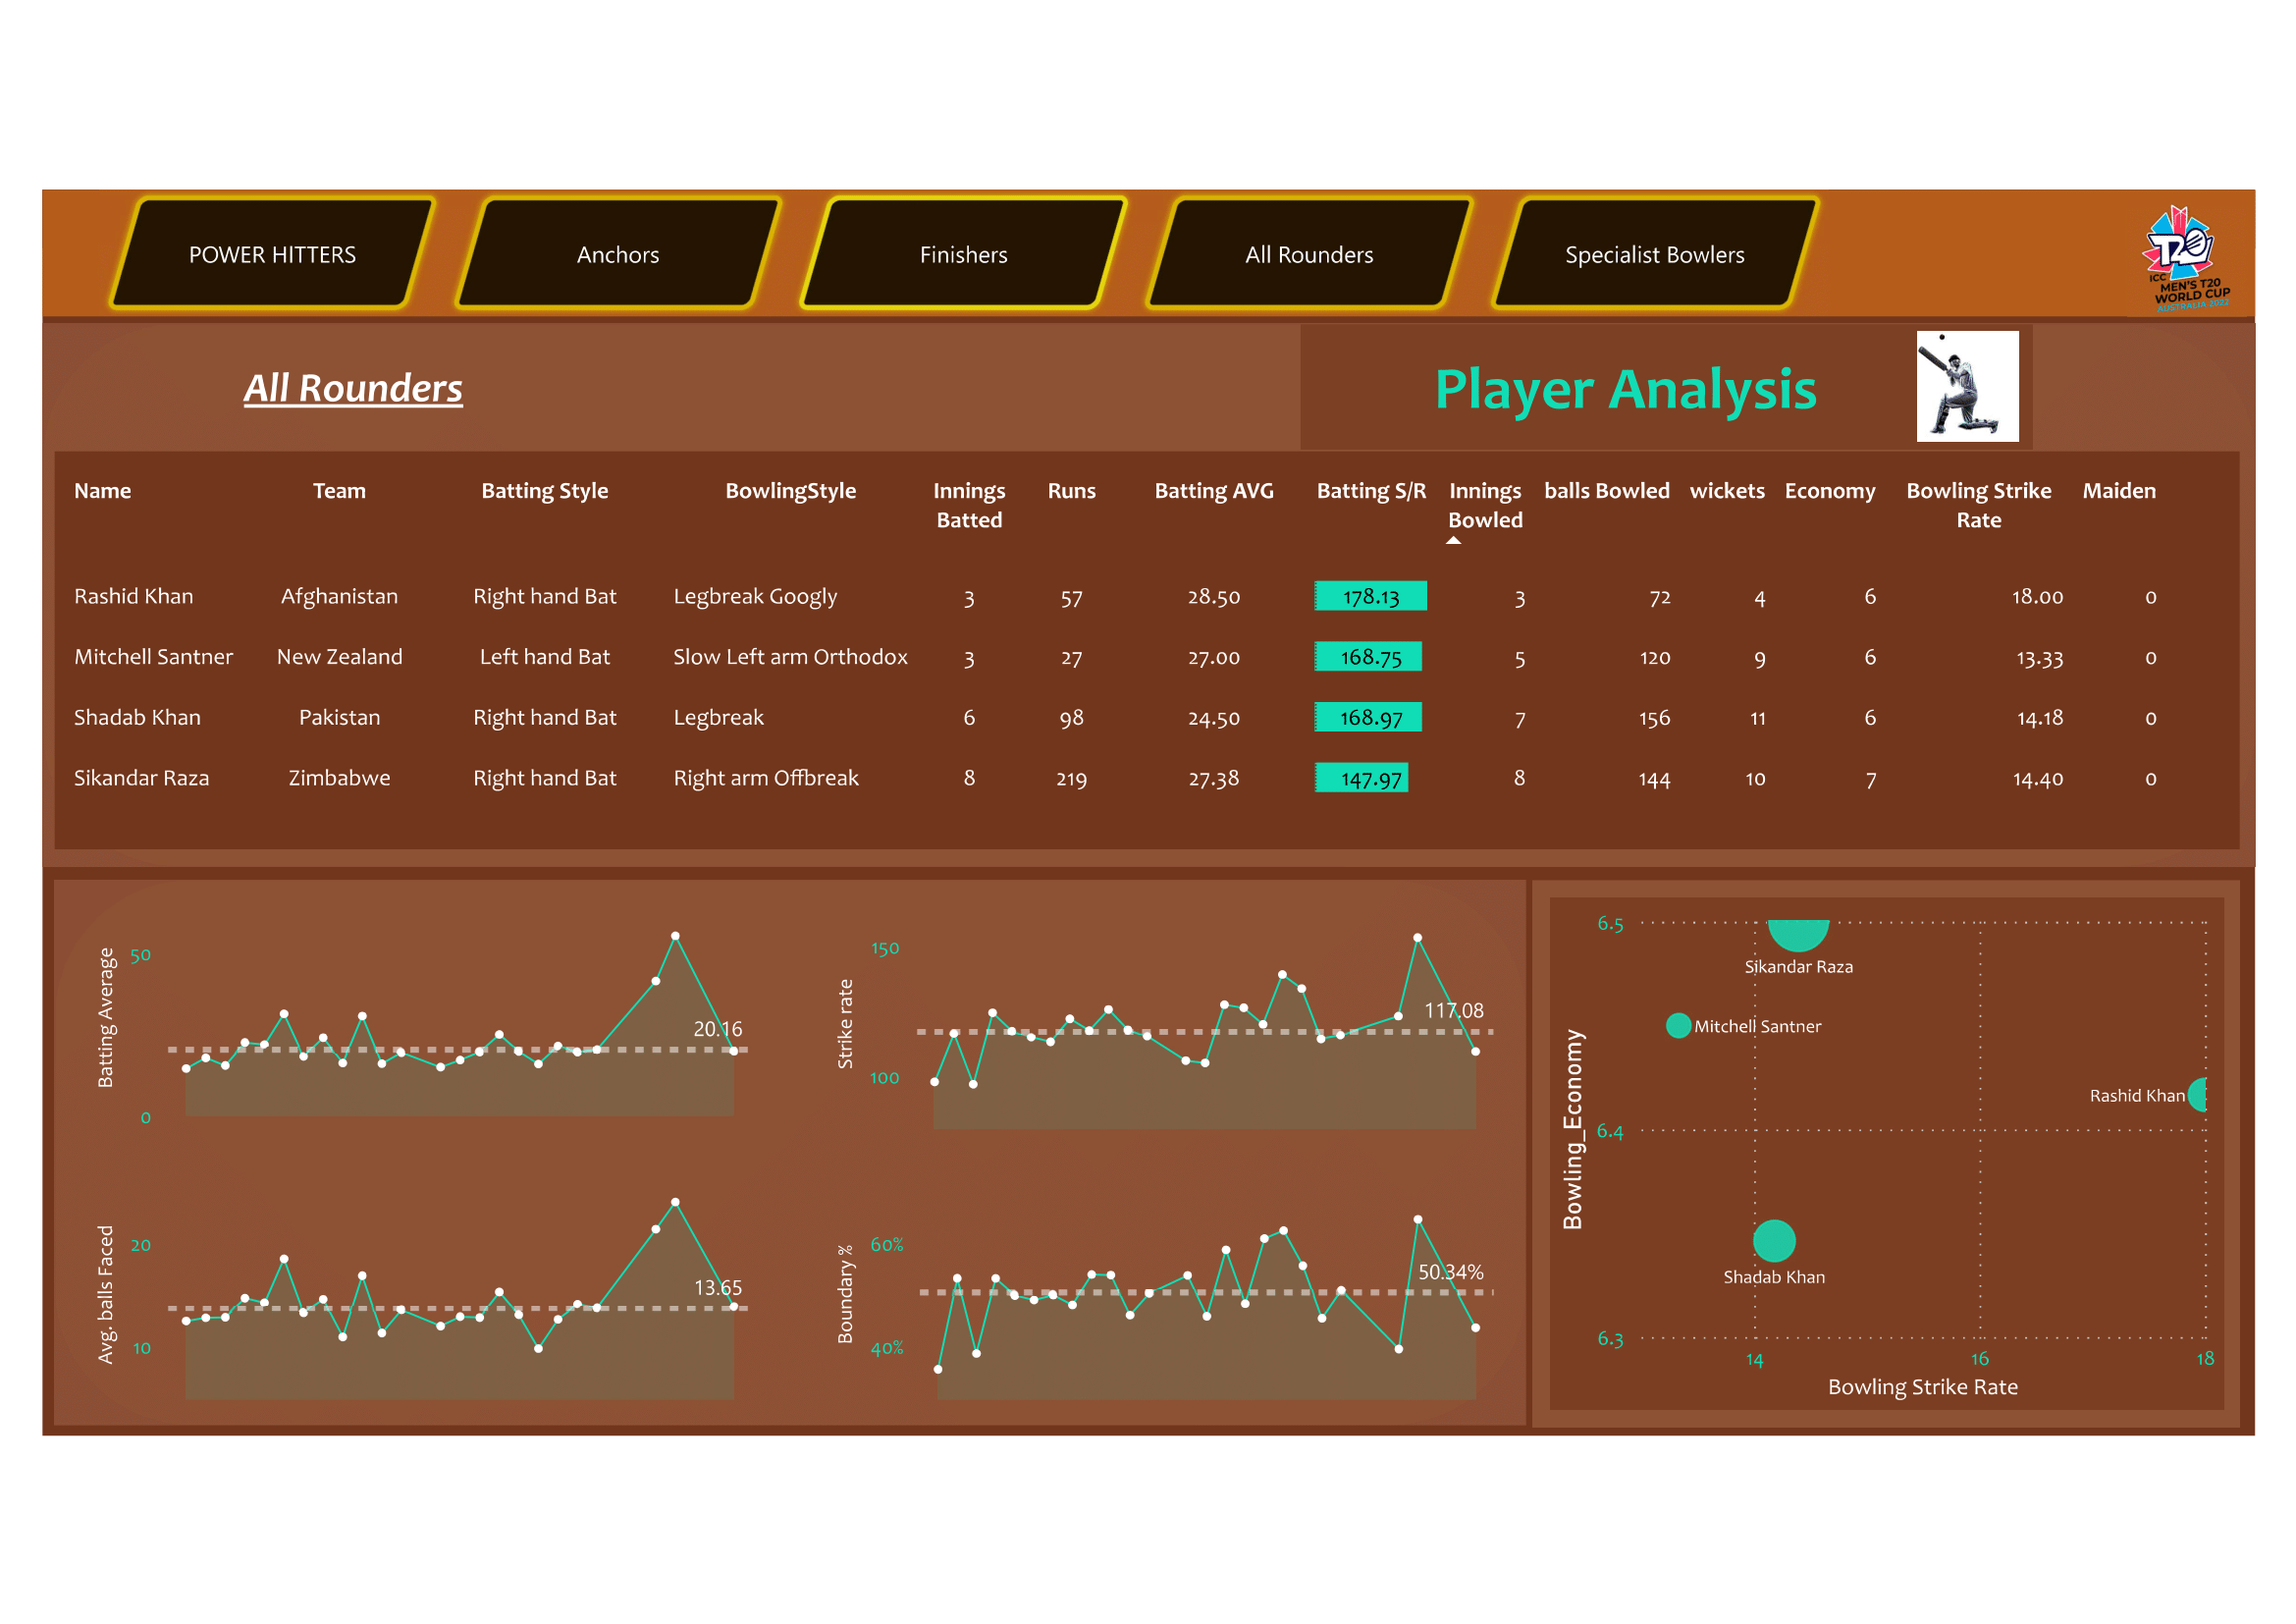 POWER HITTERS
Anchors
Finishers
All Rounders
Specialist Bowlers
T20
ICC
MEN'S T20
WORLD CUP
AUSTRALIA 2022
All Rounders
Player Analysis
Name Team Batting Style BowlingStyle Innings Batted Runs Batting AVG Batting S/R Innings Bowled balls Bowled wickets Economy Bowling Strike Rate Maiden
Rashid Khan Afghanistan Right hand Bat Legbreak Googly 3 57 28.50 178.13 3 72 4 6 18.00 0
Mitchell Santner New Zealand Left hand Bat Slow Left arm Orthodox 3 27 27.00 168.75 5 120 9 6 13.33 0
Shadab Khan Pakistan Right hand Bat Legbreak 6 98 24.50 168.97 7 156 11 6 14.18 0
Sikandar Raza Zimbabwe Right hand Bat Right arm Offbreak 8 219 27.38 147.97 8 144 10 7 14.40 0
Batting Average
50
0
20.16
Strike rate
150
100
117.08
Avg. balls Faced
20
10
13.65
Boundary %
60%
40%
50.34%
Bowling_Economy
6.5
6.4
6.3
Sikandar Raza
Mitchell Santner
Rashid Khan
Shadab Khan
14
16
18
Bowling Strike Rate